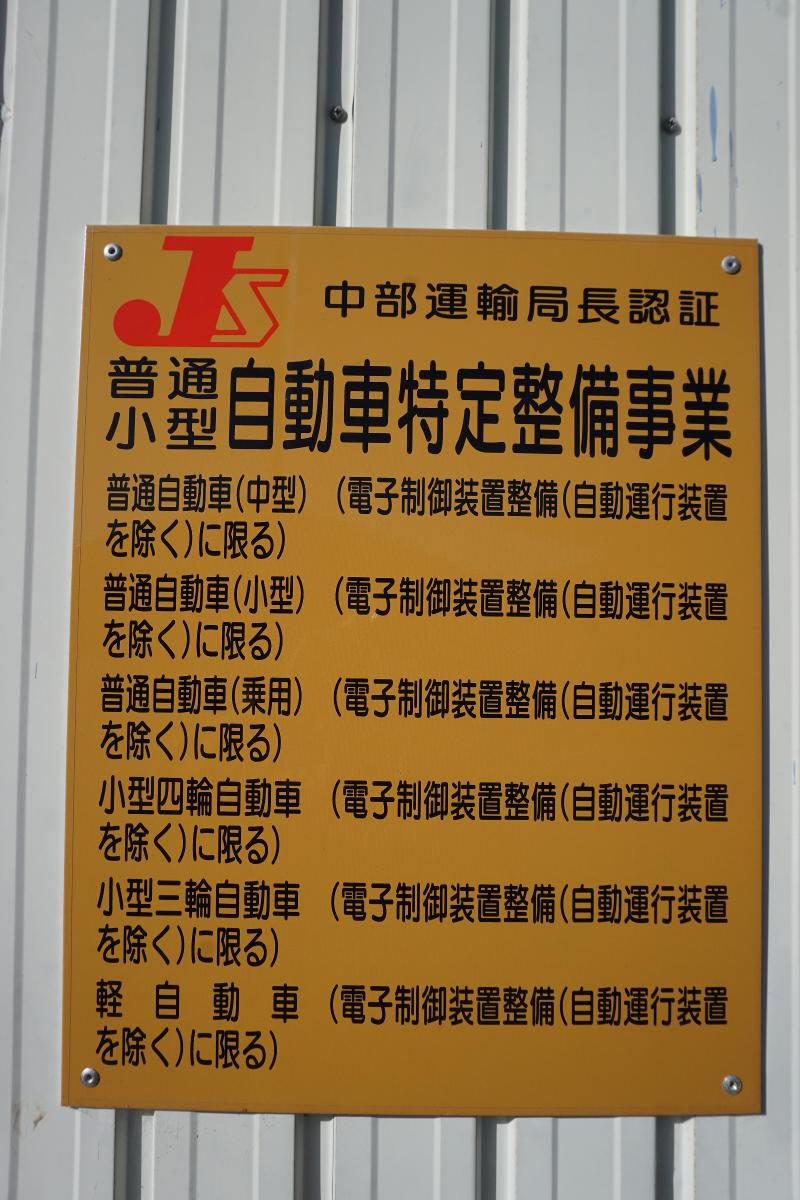 JS
中部運輸局長認証
普通
小型
自動車特定整備事業
普通自動車(中型) (電子制御装置整備(自動運行装置
を除く)に限る)
普通自動車(小型) (電子制御装置整備(自動運行装置
を除く)に限る)
普通自動車(乗用) (電子制御装置整備(自動運行装置
を除く)に限る)
小型四輪自動車 (電子制御装置整備(自動運行装置
を除く)に限る)
小型三輪自動車 (電子制御装置整備(自動運行装置
を除く)に限る)
軽自動車 (電子制御装置整備(自動運行装置
を除く)に限る)